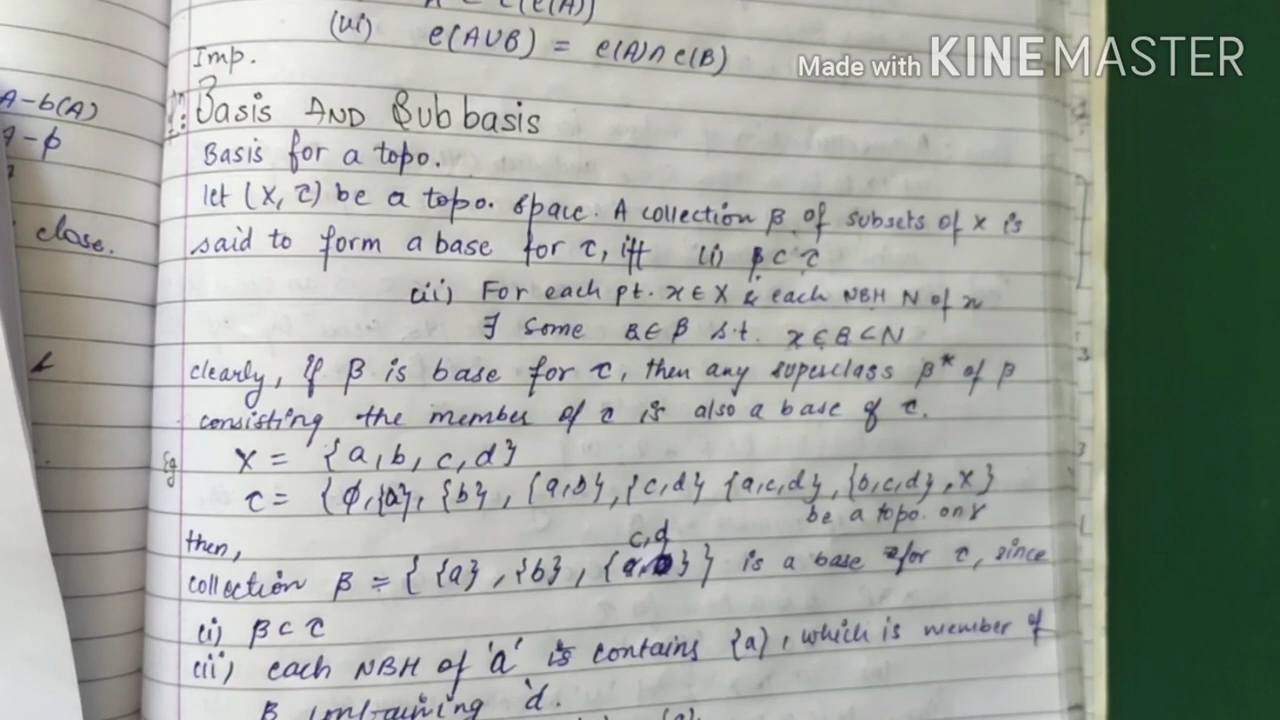 (iii) e(A∪B) = e(A)∩e(B)
Made with KINEMASTER
Imp.
Basis AND Subbasis
Basis for a topo.
let (X, τ) be a topo. space. A collection β of subsets of X is
said to form a base for τ, iff (i) β⊂τ
(ii) For each pt. x∈X & each NBH N of x
∃ some B∈β s.t. x∈B⊂N
clearly, if β is base for τ, then any superclass β* of β
consisting the member of τ is also a base of τ.
Eg X = {a,b,c,d}
τ = {ϕ,{a}, {b}, {a,b}, {c,d} {a,c,d}, {b,c,d}, X}
be a topo. on X
then,
c,d
collection β = { {a}, {b}, { } } is a base for τ, since
(i) β⊂τ
(ii) each NBH of 'a' is contains {a}, which is member of
β containing 'd.
A-b(A)
-ϕ
close.